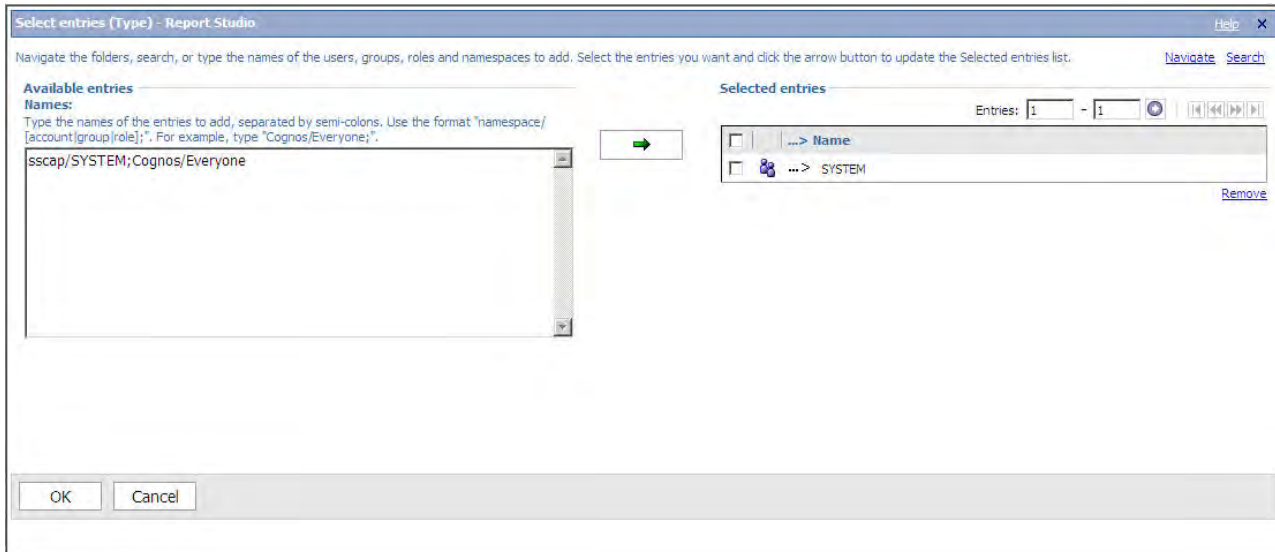 Select entries (Type) - Report Studio
Help
Navigate the folders, search, or type the names of the users, groups, roles and namespaces to add. Select the entries you want and click the arrow button to update the Selected entries list.
Navigate Search
Available entries
Names:
Type the names of the entries to add, separated by semi-colons. Use the format "namespace/
[account|group|role];". For example, type "Cognos/Everyone;".
sscap/SYSTEM;Cognos/Everyone
Selected entries
Entries: 1 - 1
...> Name
...> SYSTEM
Remove
OK Cancel